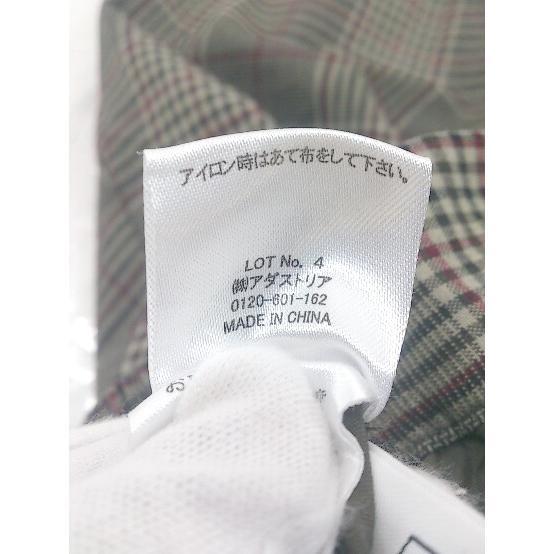 アイロン時はあて布をして下さい。
LOT No. 4
㈱アダストリア
0120-601-162
MADE IN CHINA
お